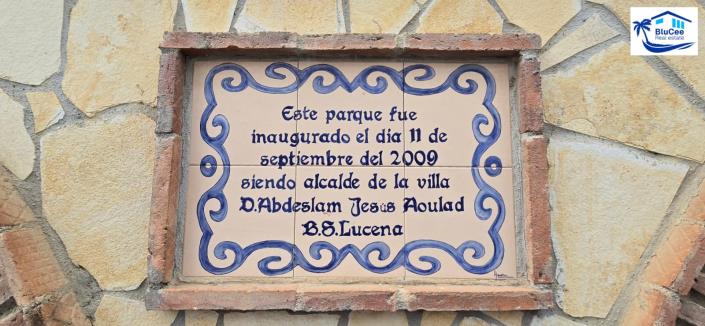 BluCee
Real estate
Este parque fue
inaugurado el dia 11 de
septiembre del 2009
siendo alcalde de la villa
D.Abdeslam Jesús Aoulad
B.S.Lucena